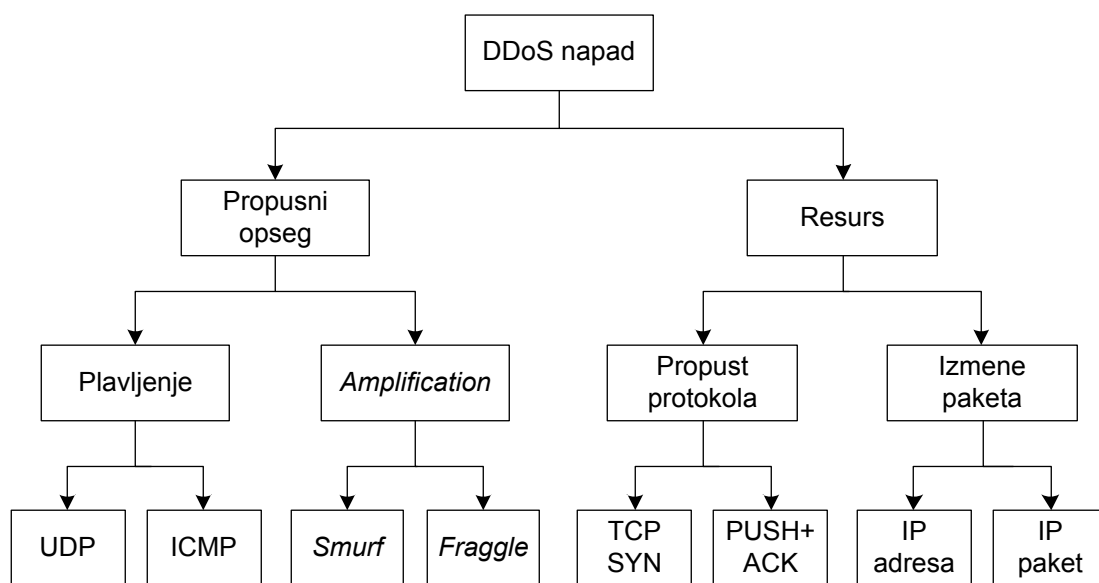 DDoS napad
Propusni
opseg
Resurs
Plavljenje
Amplification
Propust
protokola
Izmene
paketa
UDP
ICMP
Smurf
Fraggle
TCP
SYN
PUSH+
ACK
IP
adresa
IP
paket